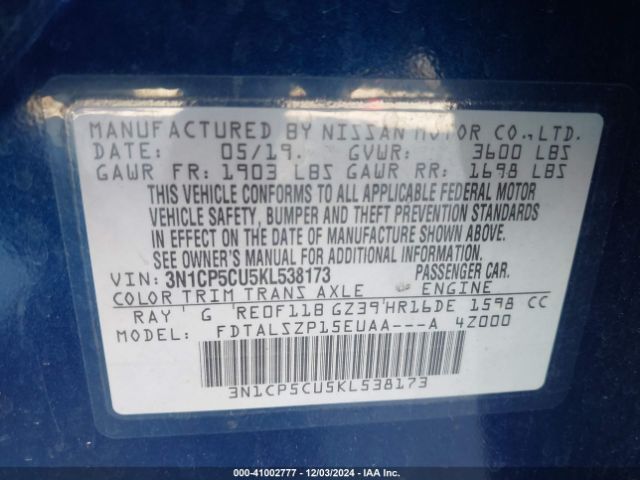 MANUFACTURED BY NISSAN MOTOR CO.,LTD.
DATE: 05/19. GVWR: 3600 LBS
GAWR FR: 1903 LBS GAWR RR: 1698 LBS
THIS VEHICLE CONFORMS TO ALL APPLICABLE FEDERAL MOTOR
VEHICLE SAFETY, BUMPER AND THEFT PREVENTION STANDARDS
IN EFFECT ON THE DATE OF MANUFACTURE SHOWN ABOVE.
SEE OWNER'S MANUAL FOR ADDITIONAL INFORMATION.
VIN: 3N1CP5CU5KL538173 PASSENGER CAR.
COLOR TRIM TRANS AXLE ENGINE
RAY G RE0F11B GZ39 HR16DE 1598 CC
FDTALSZP15EUAA---A 4Z000
3N1CP5CU5KL538173
000-41002777 - 12/03/2024 - IAA